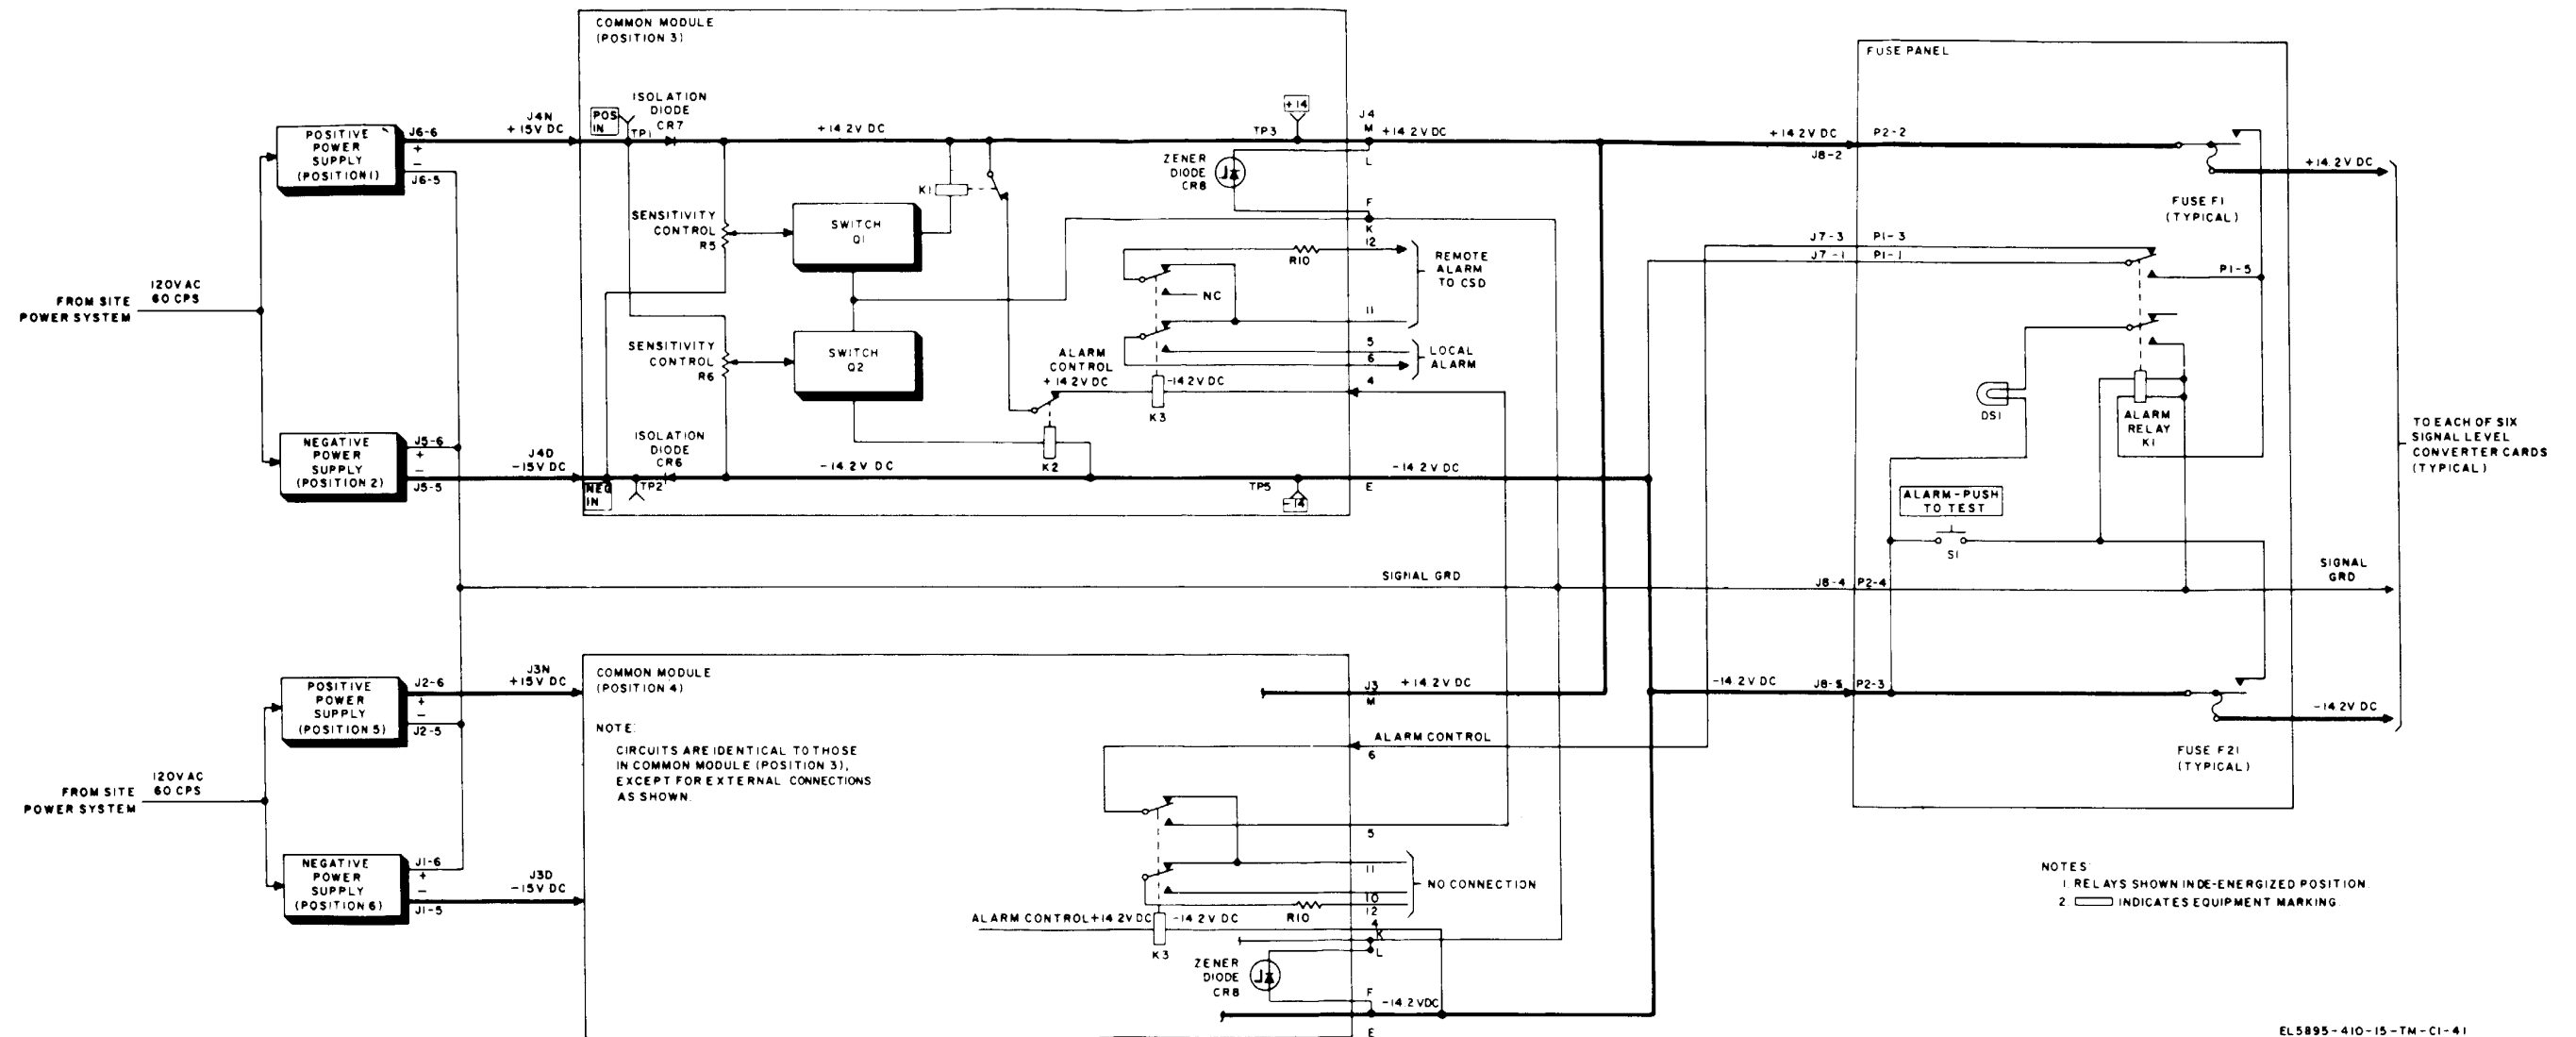 COMMON MODULE
(POSITION 3)
FUSE PANEL
POSITIVE
POWER
SUPPLY
(POSITION 1)
J6-6
+
−
J6-5
J4N
+15V DC
POS
IN
TP1
ISOLATION
DIODE
CR7
+14 2V DC
K1
TP3
+14
J4
M
+14.2V DC
L
ZENER
DIODE
CR8
F
K
+14 2V DC
J8-2
P2-2
+14.2V DC
FUSE F1
(TYPICAL)
SENSITIVITY
CONTROL
R5
SWITCH
Q1
12
R10
NC
11
REMOTE
ALARM
TO CSD
J7-3
P1-3
J7-1
P1-1
P1-5
120VAC
60 CPS
FROM SITE
POWER SYSTEM
SENSITIVITY
CONTROL
R6
SWITCH
Q2
ALARM
CONTROL
+14 2V DC
-14 2V DC
K3
5
6
LOCAL
ALARM
4
DS1
ALARM
RELAY
K1
NEGATIVE
POWER
SUPPLY
(POSITION 2)
J5-6
+
−
J5-5
J4D
-15V DC
NEG
IN
TP2
ISOLATION
DIODE
CR6
-14.2V DC
K2
TP5
-14
-14.2V DC
E
TO EACH OF SIX
SIGNAL LEVEL
CONVERTER CARDS
(TYPICAL)
ALARM-PUSH
TO TEST
S1
SIGNAL GRD
J8-4
P2-4
SIGNAL
GRD
POSITIVE
POWER
SUPPLY
(POSITION 5)
J2-6
+
−
J2-5
J3N
+15V DC
COMMON MODULE
(POSITION 4)
NOTE:
CIRCUITS ARE IDENTICAL TO THOSE
IN COMMON MODULE (POSITION 3),
EXCEPT FOR EXTERNAL CONNECTIONS
AS SHOWN.
J3
M
+14.2V DC
-14.2V DC
J8-5
P2-3
-14.2V DC
FUSE F21
(TYPICAL)
ALARM CONTROL
6
120VAC
60 CPS
FROM SITE
POWER SYSTEM
5
11
NO CONNECTION
10
12
R10
NEGATIVE
POWER
SUPPLY
(POSITION 6)
J1-6
+
−
J1-5
J3D
-15V DC
ALARM CONTROL+14 2VDC
-14 2V DC
K3
4
K
L
ZENER
DIODE
CR8
F
-14 2VDC
E
NOTES:
1. RELAYS SHOWN IN DE-ENERGIZED POSITION.
2. INDICATES EQUIPMENT MARKING.
EL5895-410-15-TM-C1-41